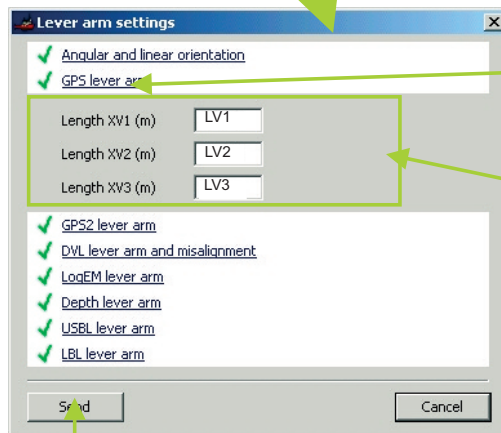 Lever arm settings
Angular and linear orientation
GPS lever arm
Length XV1 (m) LV1
Length XV2 (m) LV2
Length XV3 (m) LV3
GPS2 lever arm
DVL lever arm and misalignment
LogEM lever arm
Depth lever arm
USBL lever arm
LBL lever arm
Send Cancel